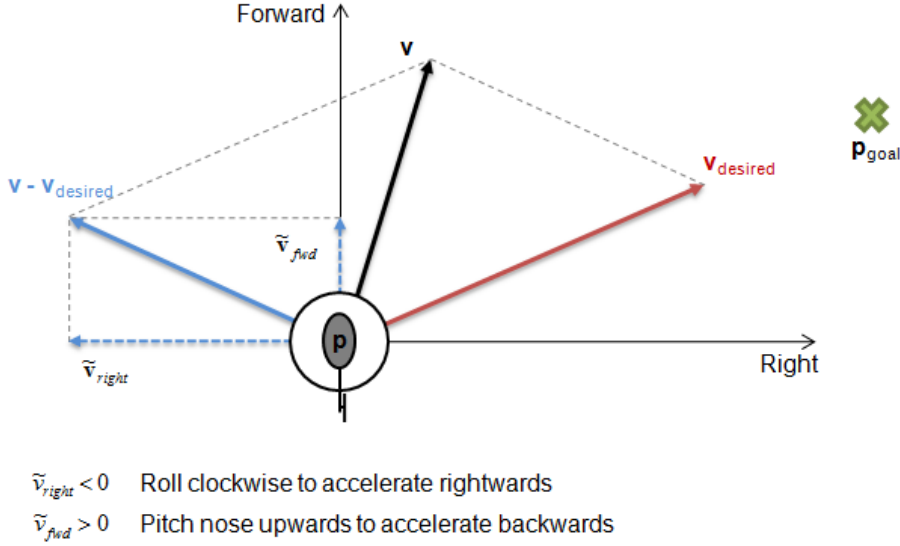 Forward
v
p_goal
v_desired
v - v_desired
ṽ_fwd
p
ṽ_right
Right
ṽ_right < 0 Roll clockwise to accelerate rightwards
ṽ_fwd > 0 Pitch nose upwards to accelerate backwards